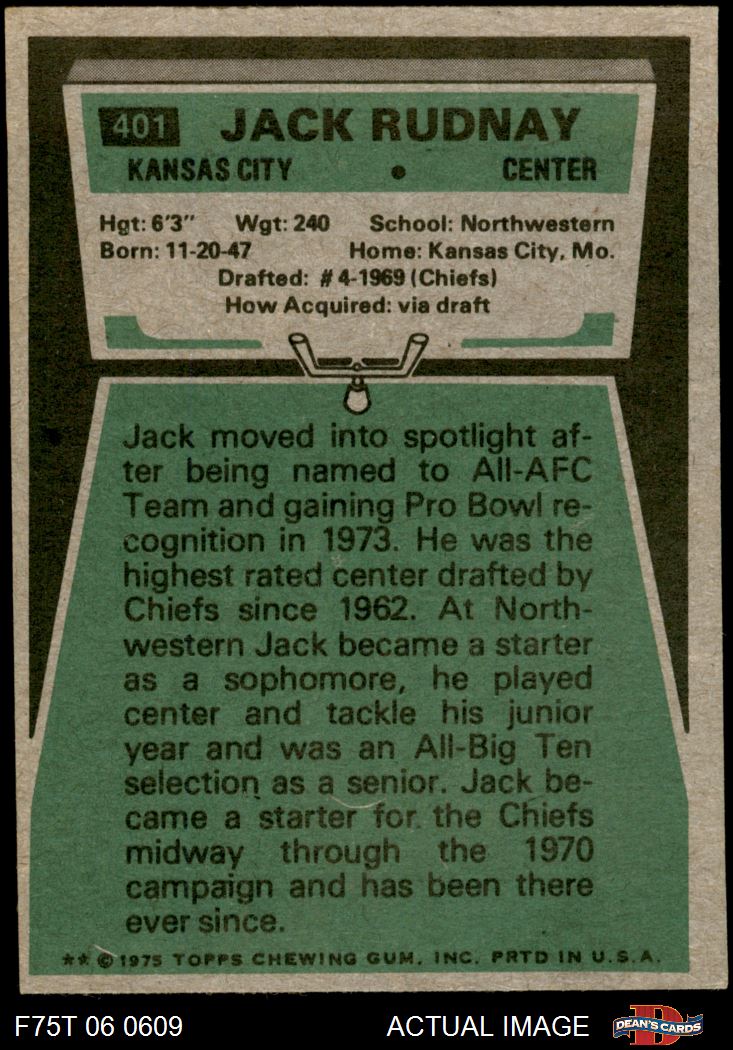 401 JACK RUDNAY
KANSAS CITY • CENTER
Hgt: 6'3" Wgt: 240 School: Northwestern
Born: 11-20-47 Home: Kansas City, Mo.
Drafted: #4-1969 (Chiefs)
How Acquired: via draft
Jack moved into spotlight af-
ter being named to All-AFC
Team and gaining Pro Bowl re-
cognition in 1973. He was the
highest rated center drafted by
Chiefs since 1962. At North-
western Jack became a starter
as a sophomore, he played
center and tackle his junior
year and was an All-Big Ten
selection as a senior. Jack be-
came a starter for the Chiefs
midway through the 1970
campaign and has been there
ever since.
** © 1975 TOPPS CHEWING GUM, INC. PRTD IN U.S.A.
F75T 06 0609 ACTUAL IMAGE DEAN'S CARDS